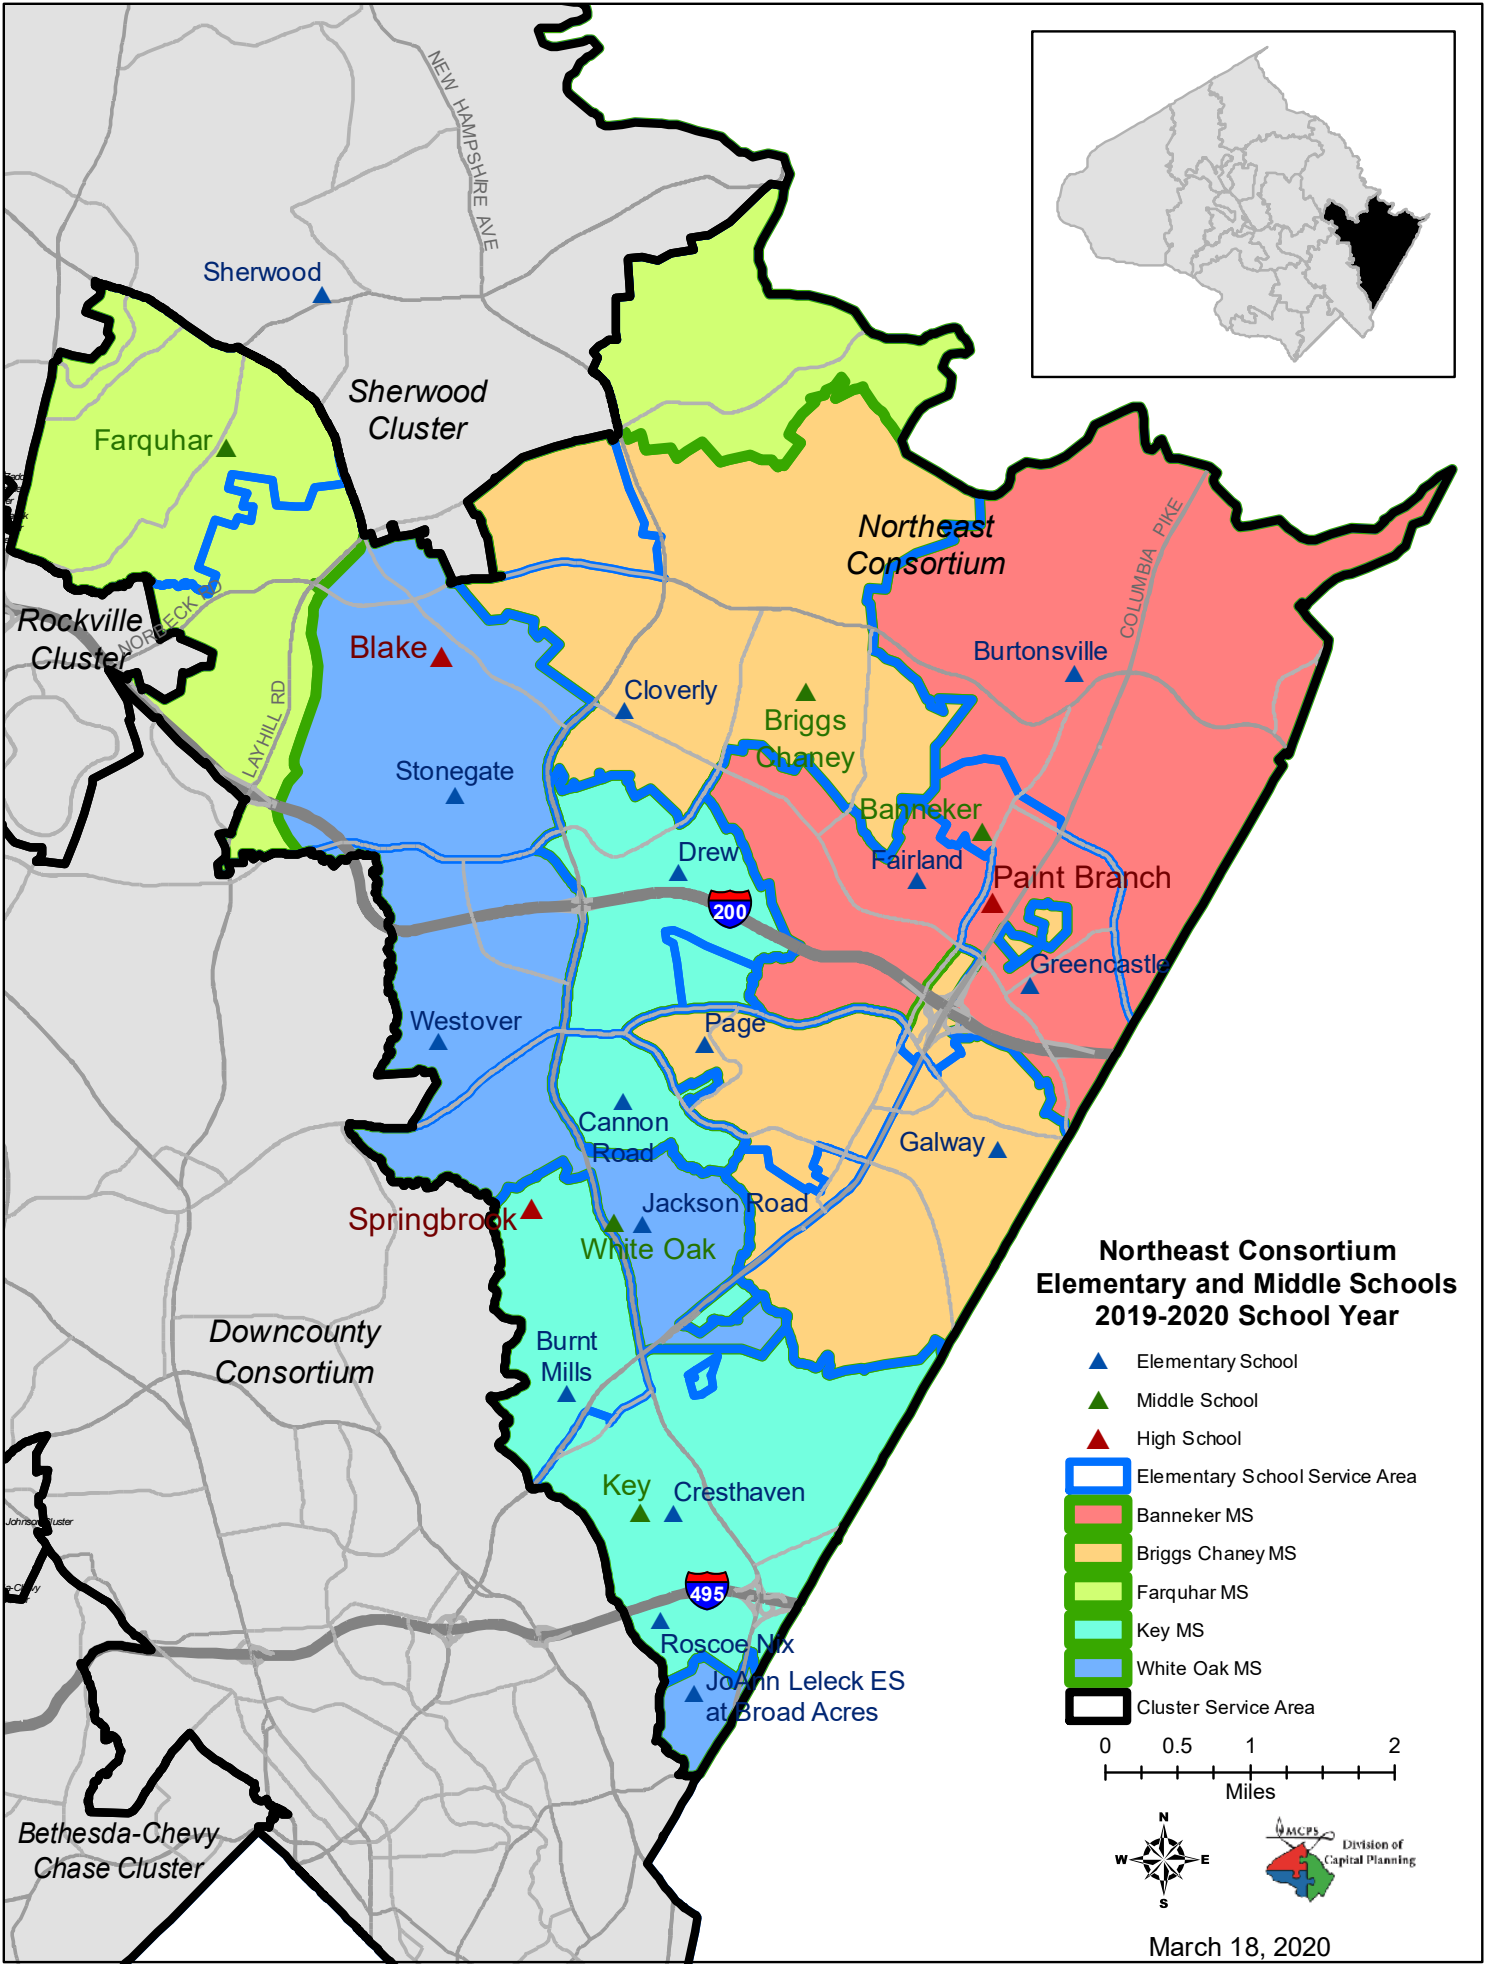 NEW HAMPSHIRE AVE
Sherwood
Sherwood
Cluster
Farquhar
Northeast
Consortium
COLUMBIA PIKE
Rockville
Cluster
NORBECK RD
LAYHILL RD
Blake
Cloverly
Burtonsville
Briggs
Chaney
Stonegate
Banneker
Drew
Fairland
Paint Branch
200
Greencastle
Westover
Page
Cannon
Road
Galway
Springbrook
Jackson Road
White Oak
Downcounty
Consortium
Burnt
Mills
Key
Cresthaven
Johnson Cluster
495
Roscoe Nix
JoAnn Leleck ES
at Broad Acres
Bethesda-Chevy
Chase Cluster
Northeast Consortium
Elementary and Middle Schools
2019-2020 School Year
Elementary School
Middle School
High School
Elementary School Service Area
Banneker MS
Briggs Chaney MS
Farquhar MS
Key MS
White Oak MS
Cluster Service Area
0 0.5 1 2
Miles
N
W E
S
MCPS
Division of
Capital Planning
March 18, 2020